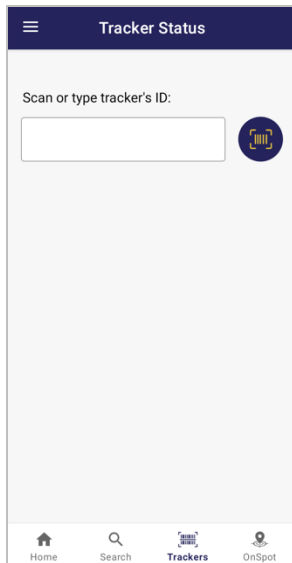 Tracker Status
Scan or type tracker's ID:
Home Search Trackers OnSpot